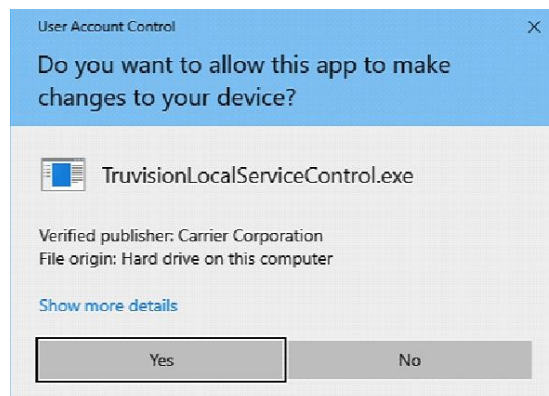 User Account Control
Do you want to allow this app to make
changes to your device?
TruvisionLocalServiceControl.exe
Verified publisher: Carrier Corporation
File origin: Hard drive on this computer
Show more details
Yes
No